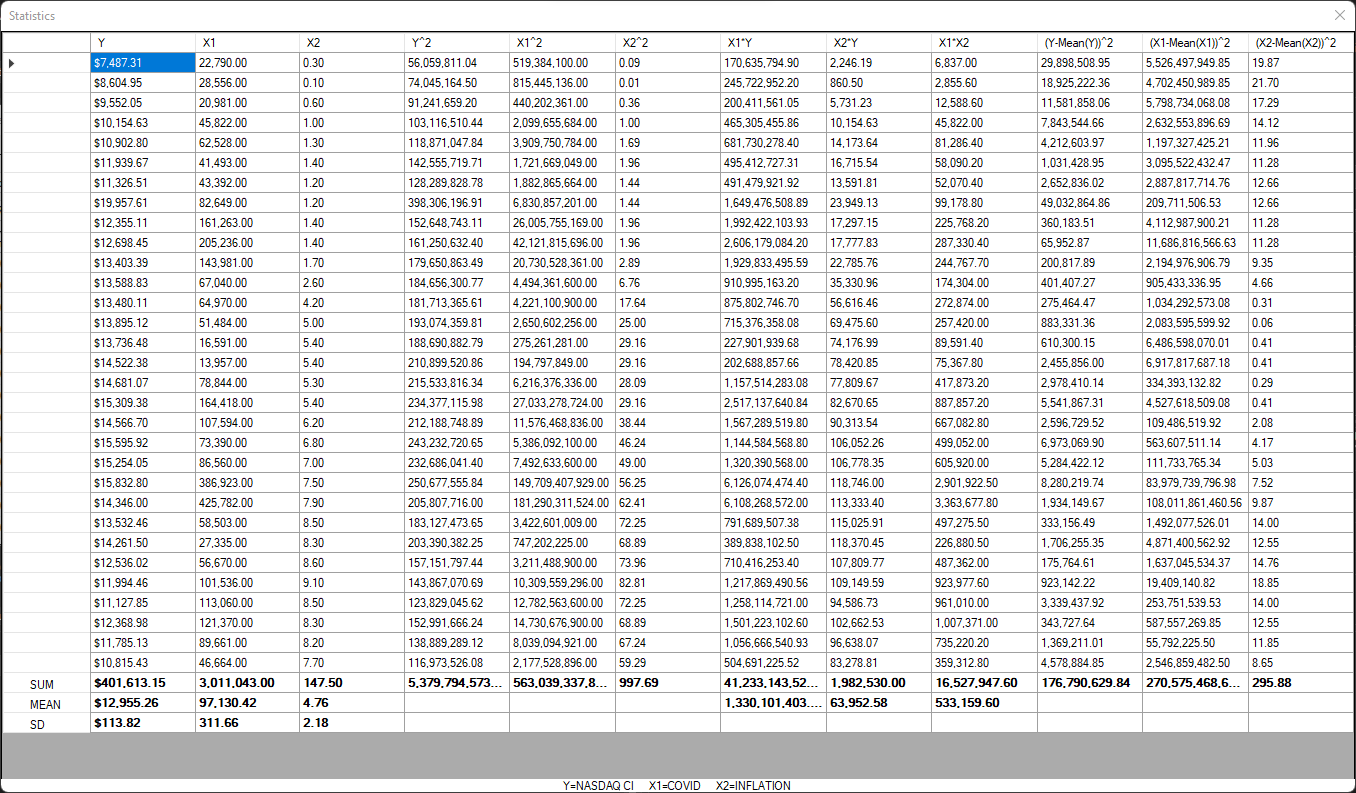 Statistics
Y X1 X2 Y^2 X1^2 X2^2 X1*Y X2*Y X1*X2 (Y-Mean(Y))^2 (X1-Mean(X1))^2 (X2-Mean(X2))^2
$7,487.31 22,790.00 0.30 56,059,811.04 519,384,100.00 0.09 170,635,794.90 2,246.19 6,837.00 29,898,508.95 5,526,497,949.85 19.87
$8,604.95 28,556.00 0.10 74,045,164.50 815,445,136.00 0.01 245,722,952.20 860.50 2,855.60 18,925,222.36 4,702,450,989.85 21.70
$9,552.05 20,981.00 0.60 91,241,659.20 440,202,361.00 0.36 200,411,561.05 5,731.23 12,588.60 11,581,858.06 5,798,734,068.08 17.29
$10,154.63 45,822.00 1.00 103,116,510.44 2,099,655,684.00 1.00 465,305,455.86 10,154.63 45,822.00 7,843,544.66 2,632,553,896.69 14.12
$10,902.80 62,528.00 1.30 118,871,047.84 3,909,750,784.00 1.69 681,730,278.40 14,173.64 81,286.40 4,212,603.97 1,197,327,425.21 11.96
$11,939.67 41,493.00 1.40 142,555,719.71 1,721,669,049.00 1.96 495,412,727.31 16,715.54 58,090.20 1,031,428.95 3,095,522,432.47 11.28
$11,326.51 43,392.00 1.20 128,289,828.78 1,882,865,664.00 1.44 491,479,921.92 13,591.81 52,070.40 2,652,836.02 2,887,817,714.76 12.66
$19,957.61 82,649.00 1.20 398,306,196.91 6,830,857,201.00 1.44 1,649,476,508.89 23,949.13 99,178.80 49,032,864.86 209,711,506.53 12.66
$12,355.11 161,263.00 1.40 152,648,743.11 26,005,755,169.00 1.96 1,992,422,103.93 17,297.15 225,768.20 360,183.51 4,112,987,900.21 11.28
$12,698.45 205,236.00 1.40 161,250,632.40 42,121,815,696.00 1.96 2,606,179,084.20 17,777.83 287,330.40 65,952.87 11,686,816,566.63 11.28
$13,403.39 143,981.00 1.70 179,650,863.49 20,730,528,361.00 2.89 1,929,833,495.59 22,785.76 244,767.70 200,817.89 2,194,976,906.79 9.35
$13,588.83 67,040.00 2.60 184,656,300.77 4,494,361,600.00 6.76 910,995,163.20 35,330.96 174,304.00 401,407.27 905,433,336.95 4.66
$13,480.11 64,970.00 4.20 181,713,365.61 4,221,100,900.00 17.64 875,802,746.70 56,616.46 272,874.00 275,464.47 1,034,292,573.08 0.31
$13,895.12 51,484.00 5.00 193,074,359.81 2,650,602,256.00 25.00 715,376,358.08 69,475.60 257,420.00 883,331.36 2,083,595,599.92 0.06
$13,736.48 16,591.00 5.40 188,690,882.79 275,261,281.00 29.16 227,901,939.68 74,176.99 89,591.40 610,300.15 6,486,598,070.01 0.41
$14,522.38 13,957.00 5.40 210,899,520.86 194,797,849.00 29.16 202,688,857.66 78,420.85 75,367.80 2,455,856.00 6,917,817,687.18 0.41
$14,681.07 78,844.00 5.30 215,533,816.34 6,216,376,336.00 28.09 1,157,514,283.08 77,809.67 417,873.20 2,978,410.14 334,393,132.82 0.29
$15,309.38 164,418.00 5.40 234,377,115.98 27,033,278,724.00 29.16 2,517,137,640.84 82,670.65 887,857.20 5,541,867.31 4,527,618,509.08 0.41
$14,566.70 107,594.00 6.20 212,188,748.89 11,576,468,836.00 38.44 1,567,289,519.80 90,313.54 667,082.80 2,596,729.52 109,486,519.92 2.08
$15,595.92 73,390.00 6.80 243,232,720.65 5,386,092,100.00 46.24 1,144,584,568.80 106,052.26 499,052.00 6,973,069.90 563,607,511.14 4.17
$15,254.05 86,560.00 7.00 232,686,041.40 7,492,633,600.00 49.00 1,320,390,568.00 106,778.35 605,920.00 5,284,422.12 111,733,765.34 5.03
$15,832.80 386,923.00 7.50 250,677,555.84 149,709,407,929.00 56.25 6,126,074,474.40 118,746.00 2,901,922.50 8,280,219.74 83,979,739,796.98 7.52
$14,346.00 425,782.00 7.90 205,807,716.00 181,290,311,524.00 62.41 6,108,268,572.00 113,333.40 3,363,677.80 1,934,149.67 108,011,861,460.56 9.87
$13,532.46 58,503.00 8.50 183,127,473.65 3,422,601,009.00 72.25 791,689,507.38 115,025.91 497,275.50 333,156.49 1,492,077,526.01 14.00
$14,261.50 27,335.00 8.30 203,390,382.25 747,202,225.00 68.89 389,838,102.50 118,370.45 226,880.50 1,706,255.35 4,871,400,562.92 12.55
$12,536.02 56,670.00 8.60 157,151,797.44 3,211,488,900.00 73.96 710,416,253.40 107,809.77 487,362.00 175,764.61 1,637,045,534.37 14.76
$11,994.46 101,536.00 9.10 143,867,070.69 10,309,559,296.00 82.81 1,217,869,490.56 109,149.59 923,977.60 923,142.22 19,409,140.82 18.85
$11,127.85 113,060.00 8.50 123,829,045.62 12,782,563,600.00 72.25 1,258,114,721.00 94,586.73 961,010.00 3,339,437.92 253,751,539.53 14.00
$12,368.98 121,370.00 8.30 152,991,666.24 14,730,676,900.00 68.89 1,501,223,102.60 102,662.53 1,007,371.00 343,727.64 587,557,269.85 12.55
$11,785.13 89,661.00 8.20 138,889,289.12 8,039,094,921.00 67.24 1,056,666,540.93 96,638.07 735,220.20 1,369,211.01 55,792,225.50 11.85
$10,815.43 46,664.00 7.70 116,973,526.08 2,177,528,896.00 59.29 504,691,225.52 83,278.81 359,312.80 4,578,884.85 2,546,859,482.50 8.65
SUM $401,613.15 3,011,043.00 147.50 5,379,794,573... 563,039,337,8... 997.69 41,233,143,52... 1,982,530.00 16,527,947.60 176,790,629.84 270,575,468,6... 295.88
MEAN $12,955.26 97,130.42 4.76 1,330,101,403.... 63,952.58 533,159.60
SD $113.82 311.66 2.18
Y=NASDAQ CI X1=COVID X2=INFLATION